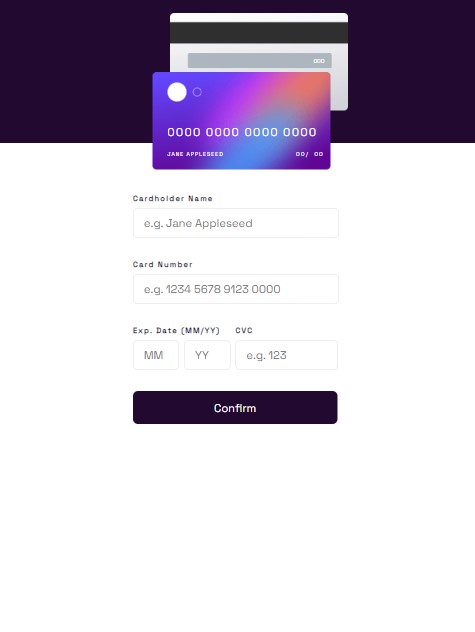 000
0000 0000 0000 0000
JANE APPLESEED 00/ 00
Cardholder Name
e.g. Jane Appleseed
Card Number
e.g. 1234 5678 9123 0000
Exp. Date (MM/YY) CVC
MM YY e.g. 123
Confirm